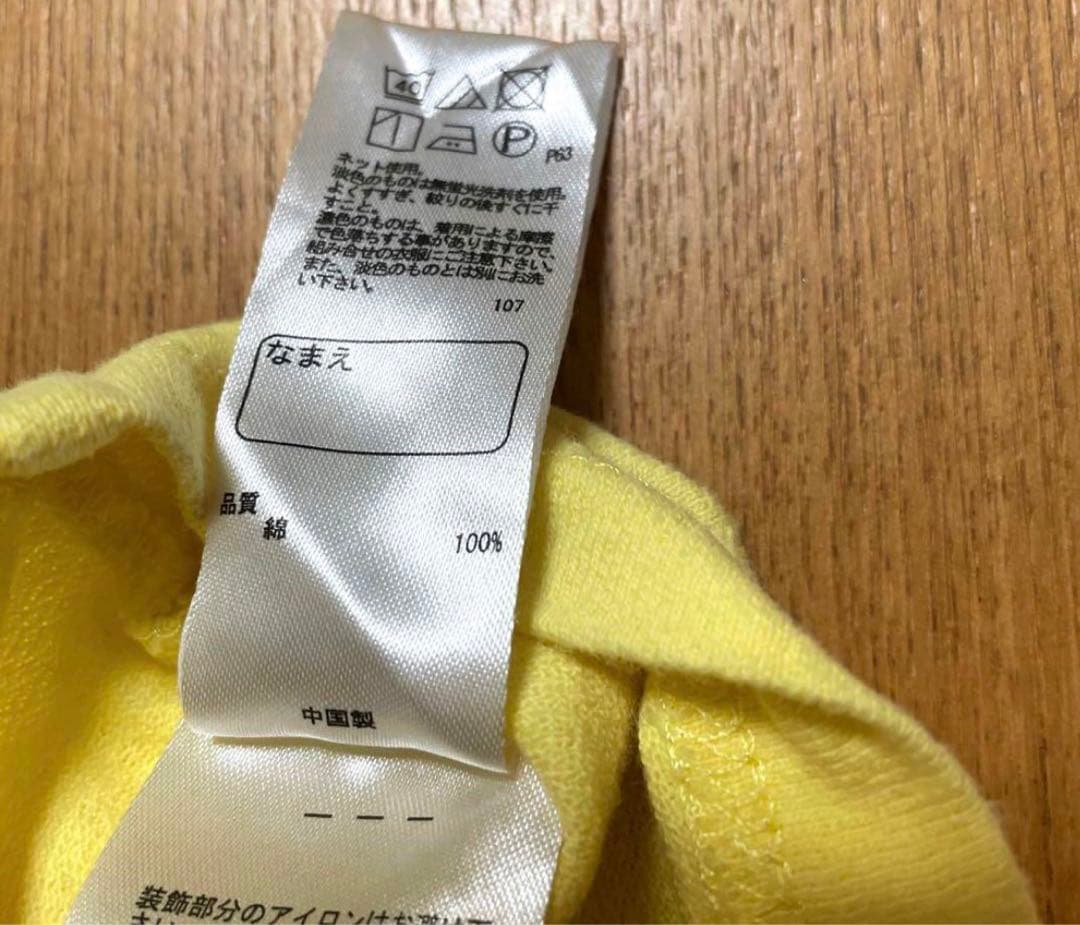 40
P
P63
ネット使用。
淡色のものは無蛍光洗剤を使用。
よくすすぎ、絞りの後すぐに干
すこと。
濃色のものは、着用による摩擦
で色落ちする事がありますので、
組み合せの衣服にご注意下さい。
また、淡色のものとは別にお洗
い下さい。
107
なまえ
品質
綿 100%
中国製
— — —
装飾部分のアイロンはお避け下
さい